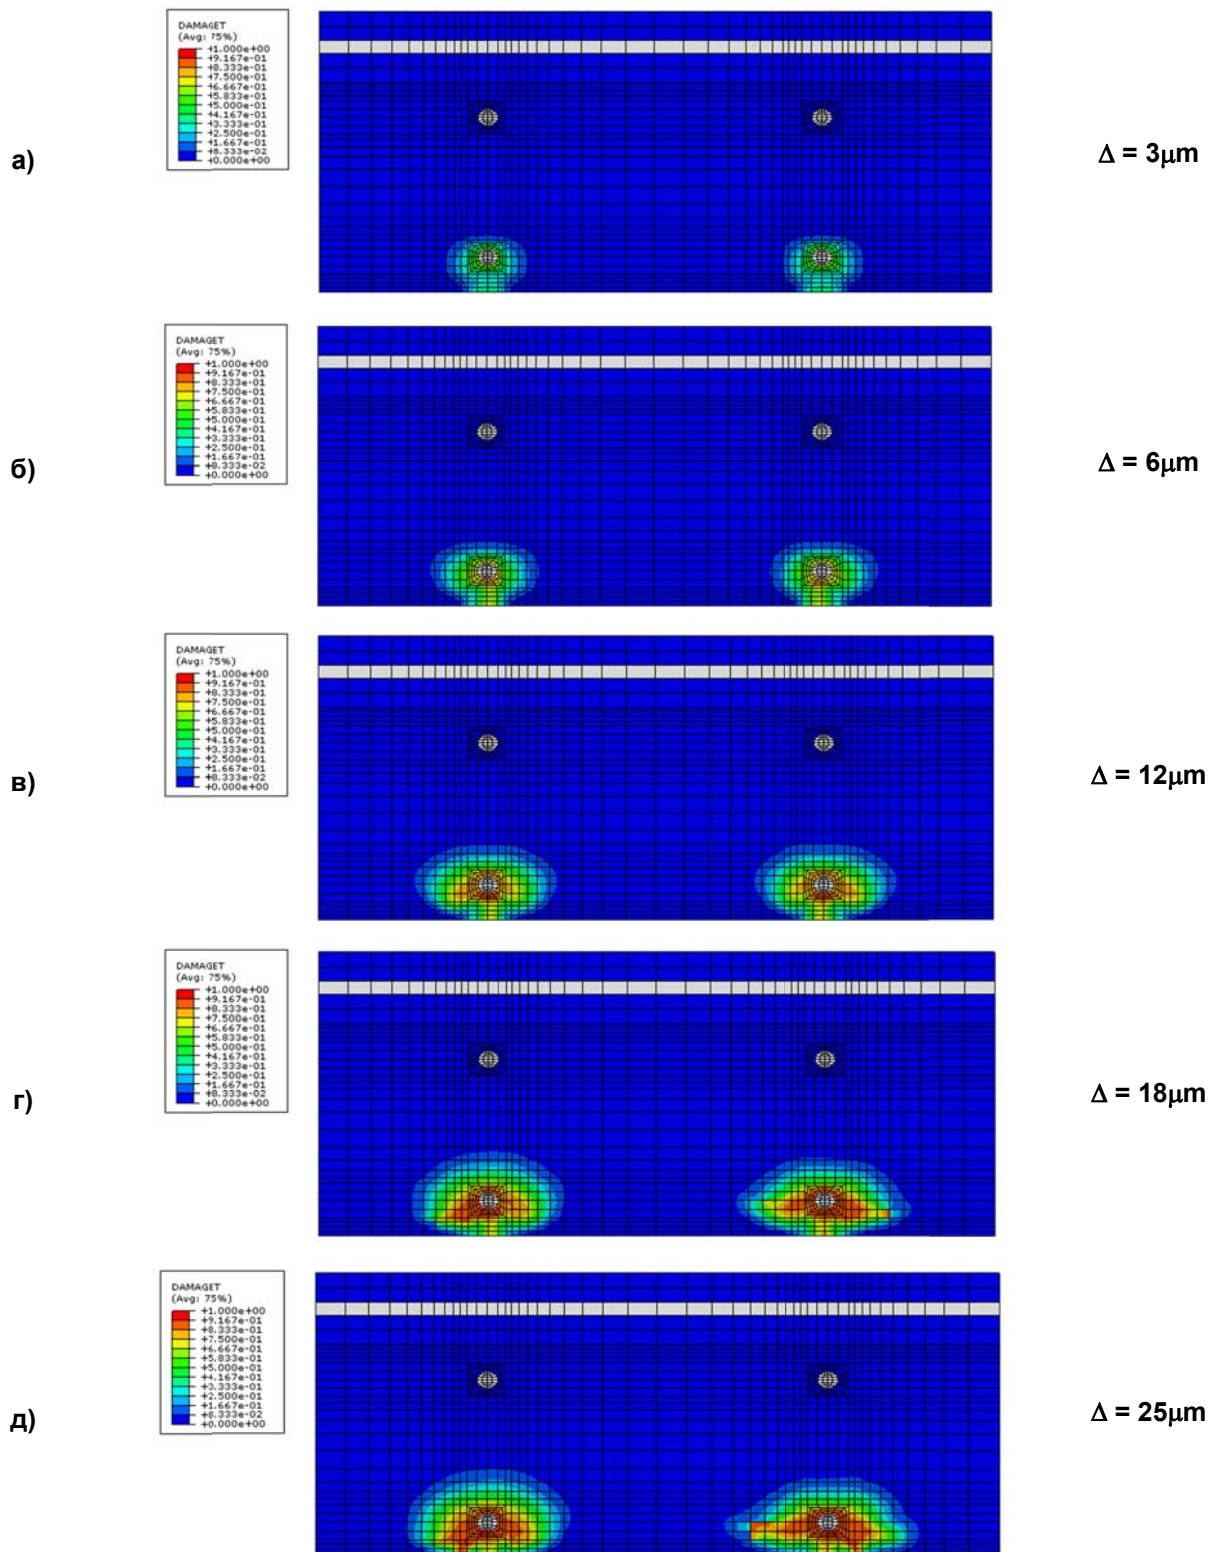 DAMAGET
(Avg: 75%)
+1.000e+00
+9.167e-01
+8.333e-01
+7.500e-01
+6.667e-01
+5.833e-01
+5.000e-01
+4.167e-01
+3.333e-01
+2.500e-01
+1.667e-01
+8.333e-02
+0.000e+00
а)
Δ = 3μm
DAMAGET
(Avg: 75%)
+1.000e+00
+9.167e-01
+8.333e-01
+7.500e-01
+6.667e-01
+5.833e-01
+5.000e-01
+4.167e-01
+3.333e-01
+2.500e-01
+1.667e-01
+8.333e-02
+0.000e+00
б)
Δ = 6μm
DAMAGET
(Avg: 75%)
+1.000e+00
+9.167e-01
+8.333e-01
+7.500e-01
+6.667e-01
+5.833e-01
+5.000e-01
+4.167e-01
+3.333e-01
+2.500e-01
+1.667e-01
+8.333e-02
+0.000e+00
в)
Δ = 12μm
DAMAGET
(Avg: 75%)
+1.000e+00
+9.167e-01
+8.333e-01
+7.500e-01
+6.667e-01
+5.833e-01
+5.000e-01
+4.167e-01
+3.333e-01
+2.500e-01
+1.667e-01
+8.333e-02
+0.000e+00
г)
Δ = 18μm
DAMAGET
(Avg: 75%)
+1.000e+00
+9.167e-01
+8.333e-01
+7.500e-01
+6.667e-01
+5.833e-01
+5.000e-01
+4.167e-01
+3.333e-01
+2.500e-01
+1.667e-01
+8.333e-02
+0.000e+00
д)
Δ = 25μm